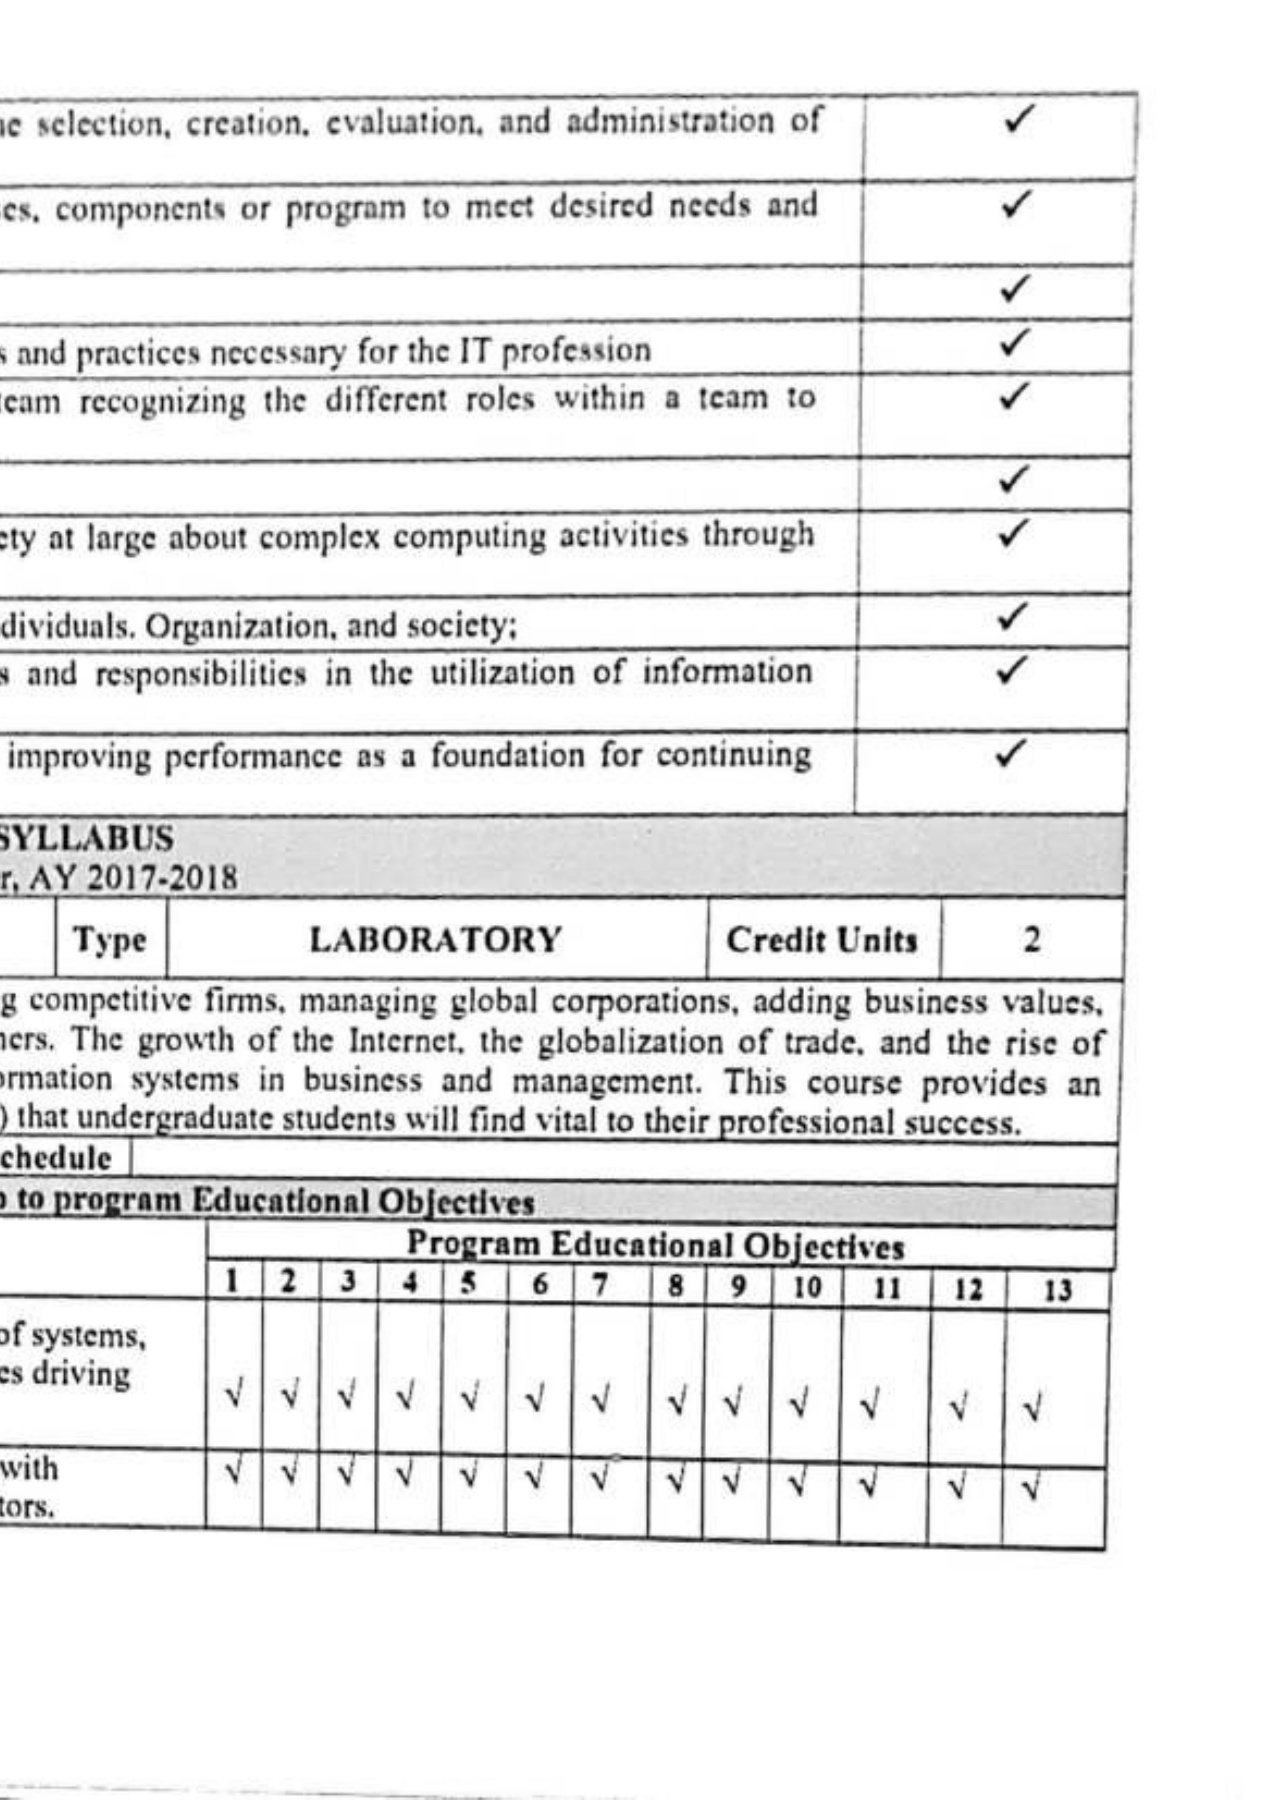 ne selection, creation, evaluation, and administration of ✓
es, components or program to meet desired needs and ✓
✓
s and practices necessary for the IT profession ✓
team recognizing the different roles within a team to ✓
✓
ety at large about complex computing activities through ✓
dividuals. Organization, and society; ✓
s and responsibilities in the utilization of information ✓
improving performance as a foundation for continuing ✓
SYLLABUS
r, AY 2017-2018
Type LABORATORY Credit Units 2
g competitive firms, managing global corporations, adding business values,
ners. The growth of the Internet, the globalization of trade, and the rise of
ormation systems in business and management. This course provides an
) that undergraduate students will find vital to their professional success.
chedule
p to program Educational Objectives
Program Educational Objectives
1 2 3 4 5 6 7 8 9 10 11 12 13
of systems,
es driving
√ √ √ √ √ √ √ √ √ √ √ √ √
with √ √ √ √ √ √ √ √ √ √ √ √ √
tors.